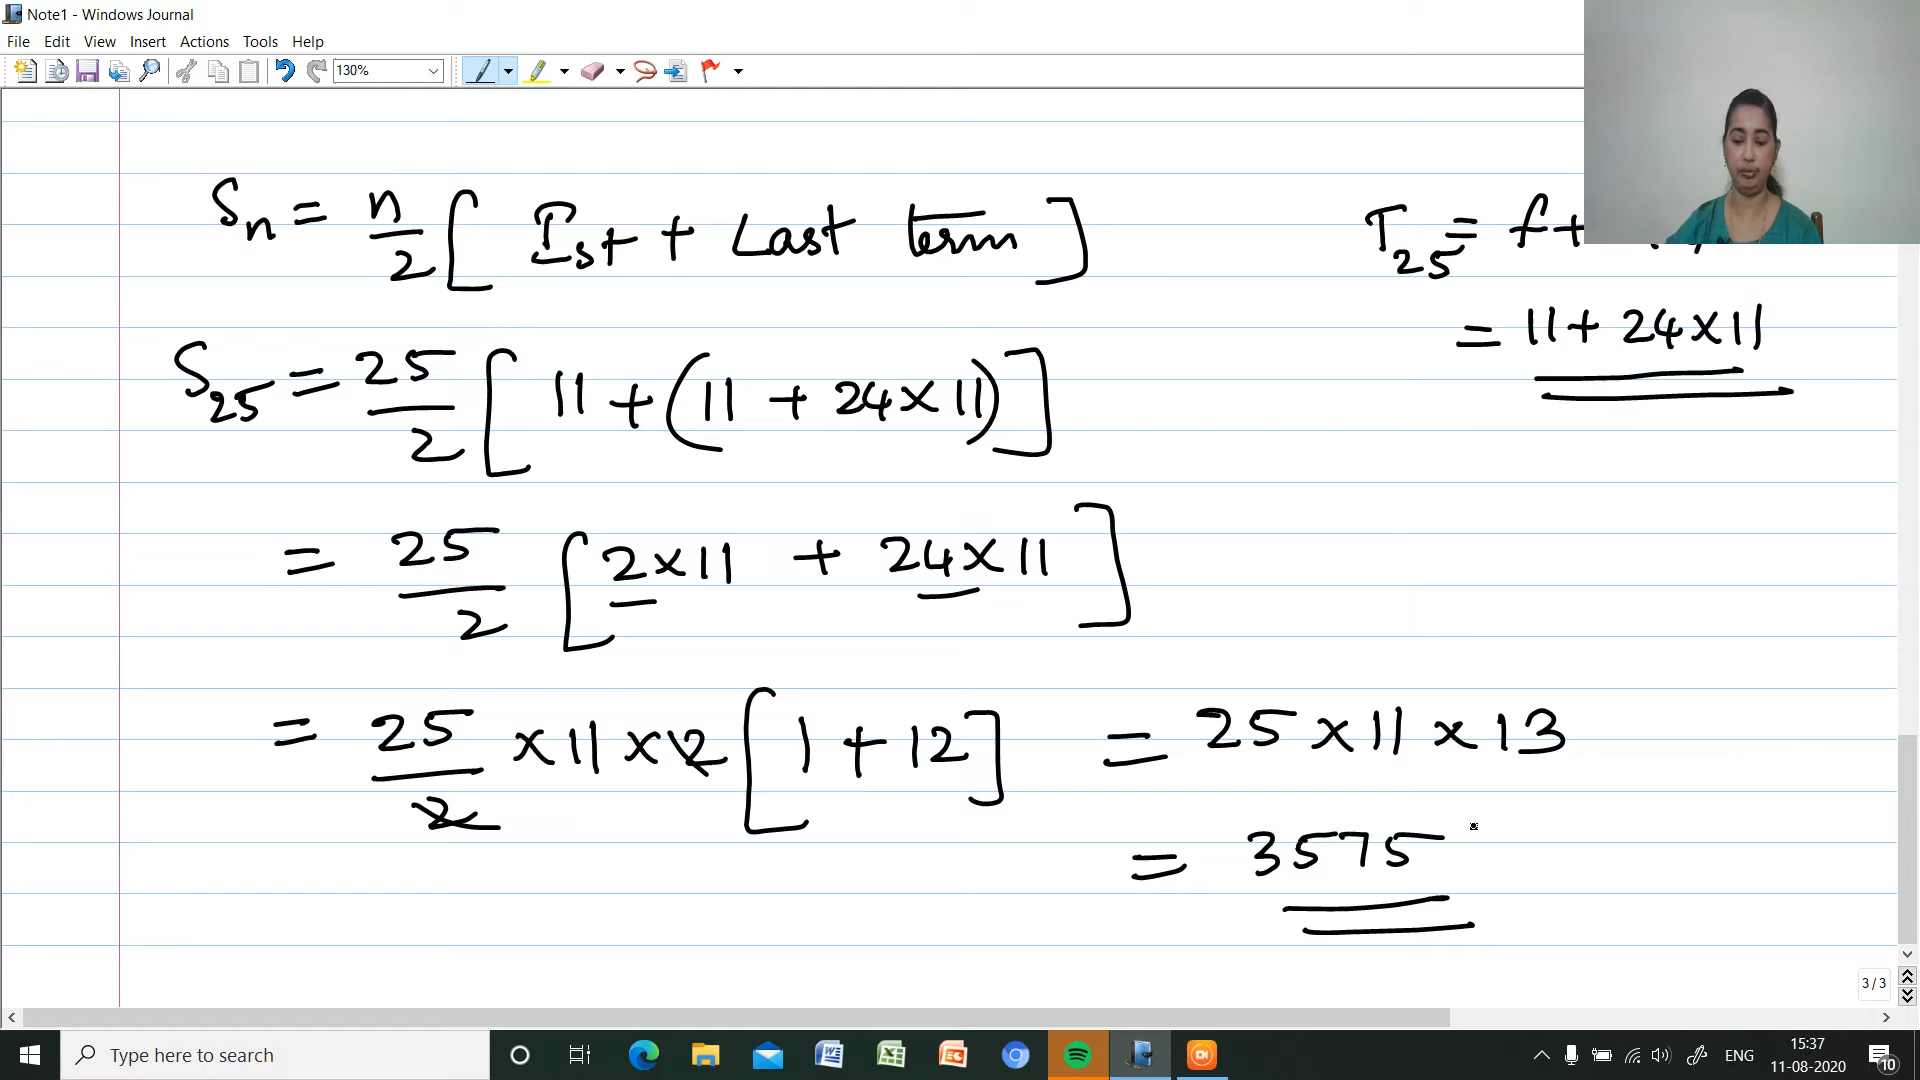 Note1 - Windows Journal
File Edit View Insert Actions Tools Help
130%
Sn = n/2 [ Ist + Last term ]
T25 = f +
= 11 + 24 × 11
S25 = 25/2 [ 11 + (11 + 24 × 11) ]
= 25/2 [ 2 × 11 + 24 × 11 ]
= 25/2 × 11 × 2 [ 1 + 12 ] = 25 × 11 × 13
= 3575
3 / 3
Type here to search
ENG
15:37
11-08-2020
10